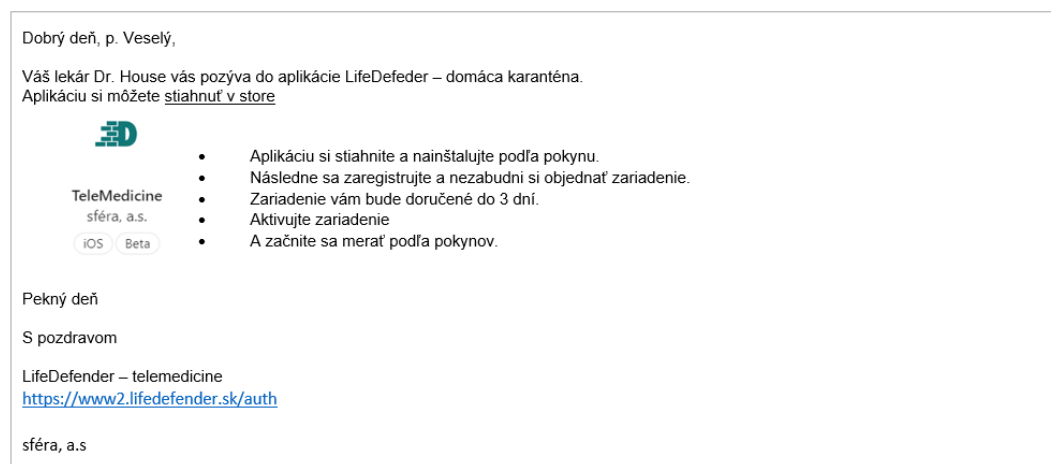 Dobrý deň, p. Veselý,
Váš lekár Dr. House vás pozýva do aplikácie LifeDefeder – domáca karanténa.
Aplikáciu si môžete stiahnuť v store
TeleMedicine
sféra, a.s.
iOS Beta
• Aplikáciu si stiahnite a nainštalujte podľa pokynu.
• Následne sa zaregistrujte a nezabudni si objednať zariadenie.
• Zariadenie vám bude doručené do 3 dní.
• Aktivujte zariadenie
• A začnite sa merať podľa pokynov.
Pekný deň
S pozdravom
LifeDefender – telemedicine
https://www2.lifedefender.sk/auth
sféra, a.s